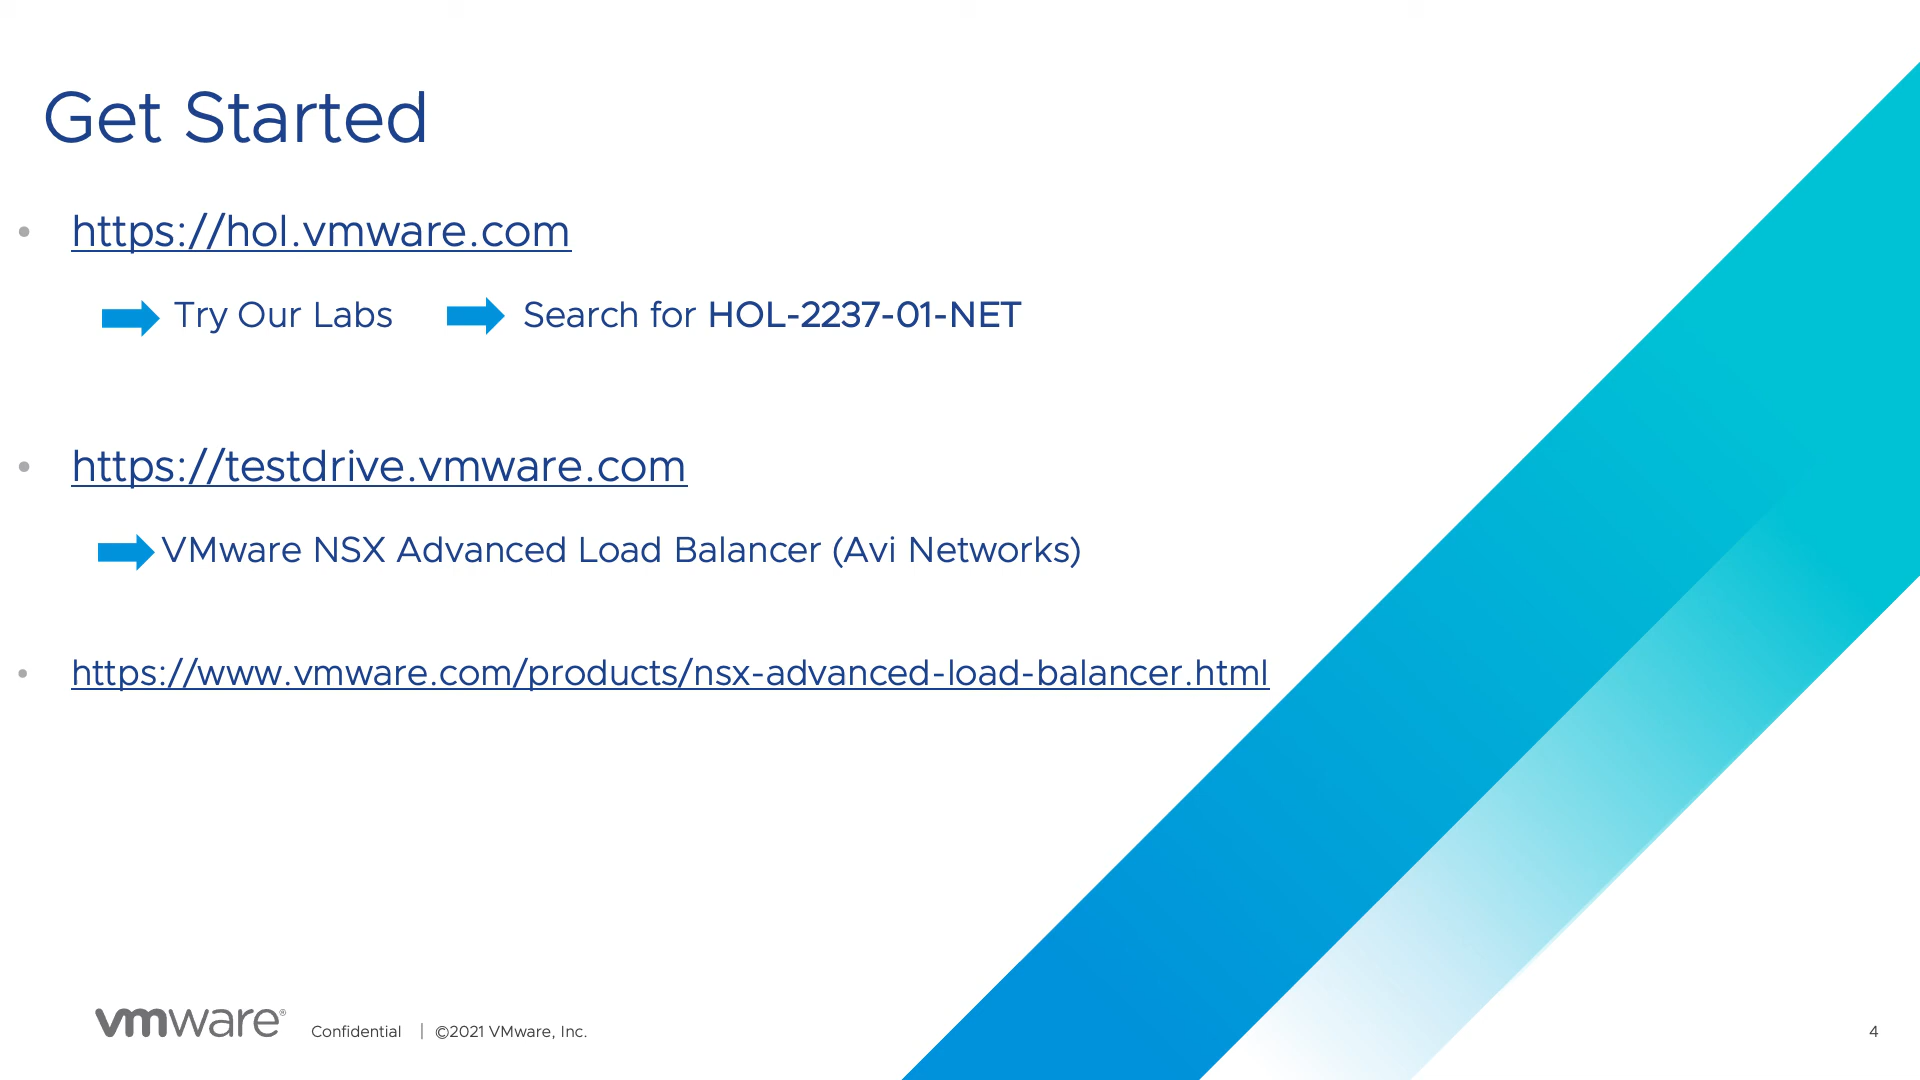 Get Started
• https://hol.vmware.com
Try Our Labs Search for HOL-2237-01-NET
• https://testdrive.vmware.com
VMware NSX Advanced Load Balancer (Avi Networks)
• https://www.vmware.com/products/nsx-advanced-load-balancer.html
vmware® Confidential | ©2021 VMware, Inc. 4